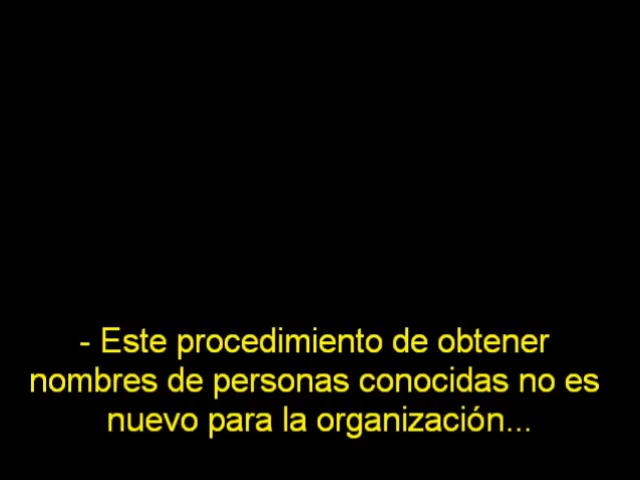 - Este procedimiento de obtener
nombres de personas conocidas no es
nuevo para la organización...